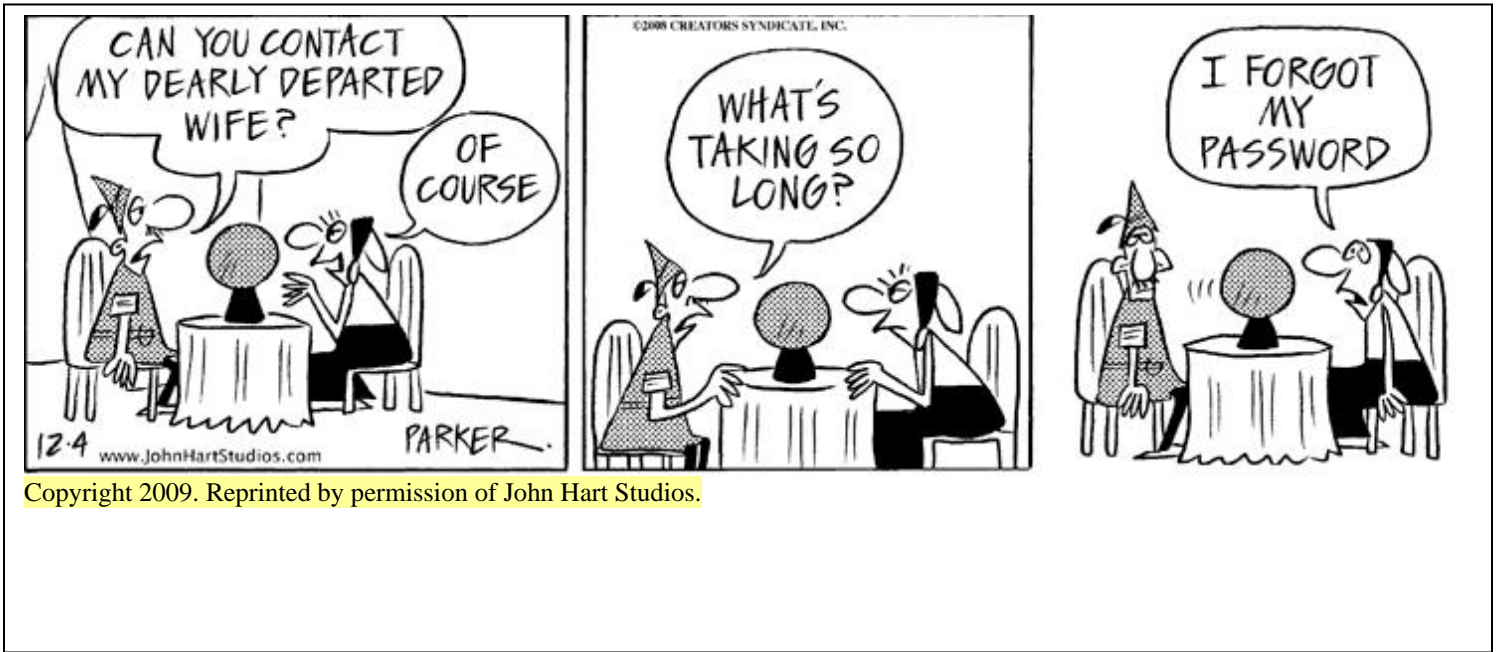 CAN YOU CONTACT
MY DEARLY DEPARTED
WIFE?
OF
COURSE
12·4
www.JohnHartStudios.com
PARKER
©2008 CREATORS SYNDICATE, INC.
WHAT'S
TAKING SO
LONG?
I FORGOT
MY
PASSWORD
Copyright 2009. Reprinted by permission of John Hart Studios.